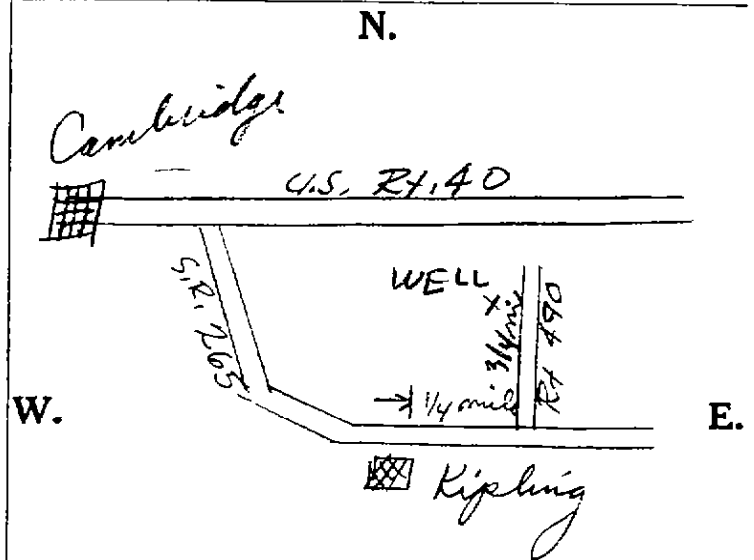 N.
Cambridge
U.S. Rt. 40
S.R. 265
WELL
X
3/4 mi
Rt 490
W.
1/4 mile
E.
Kipling